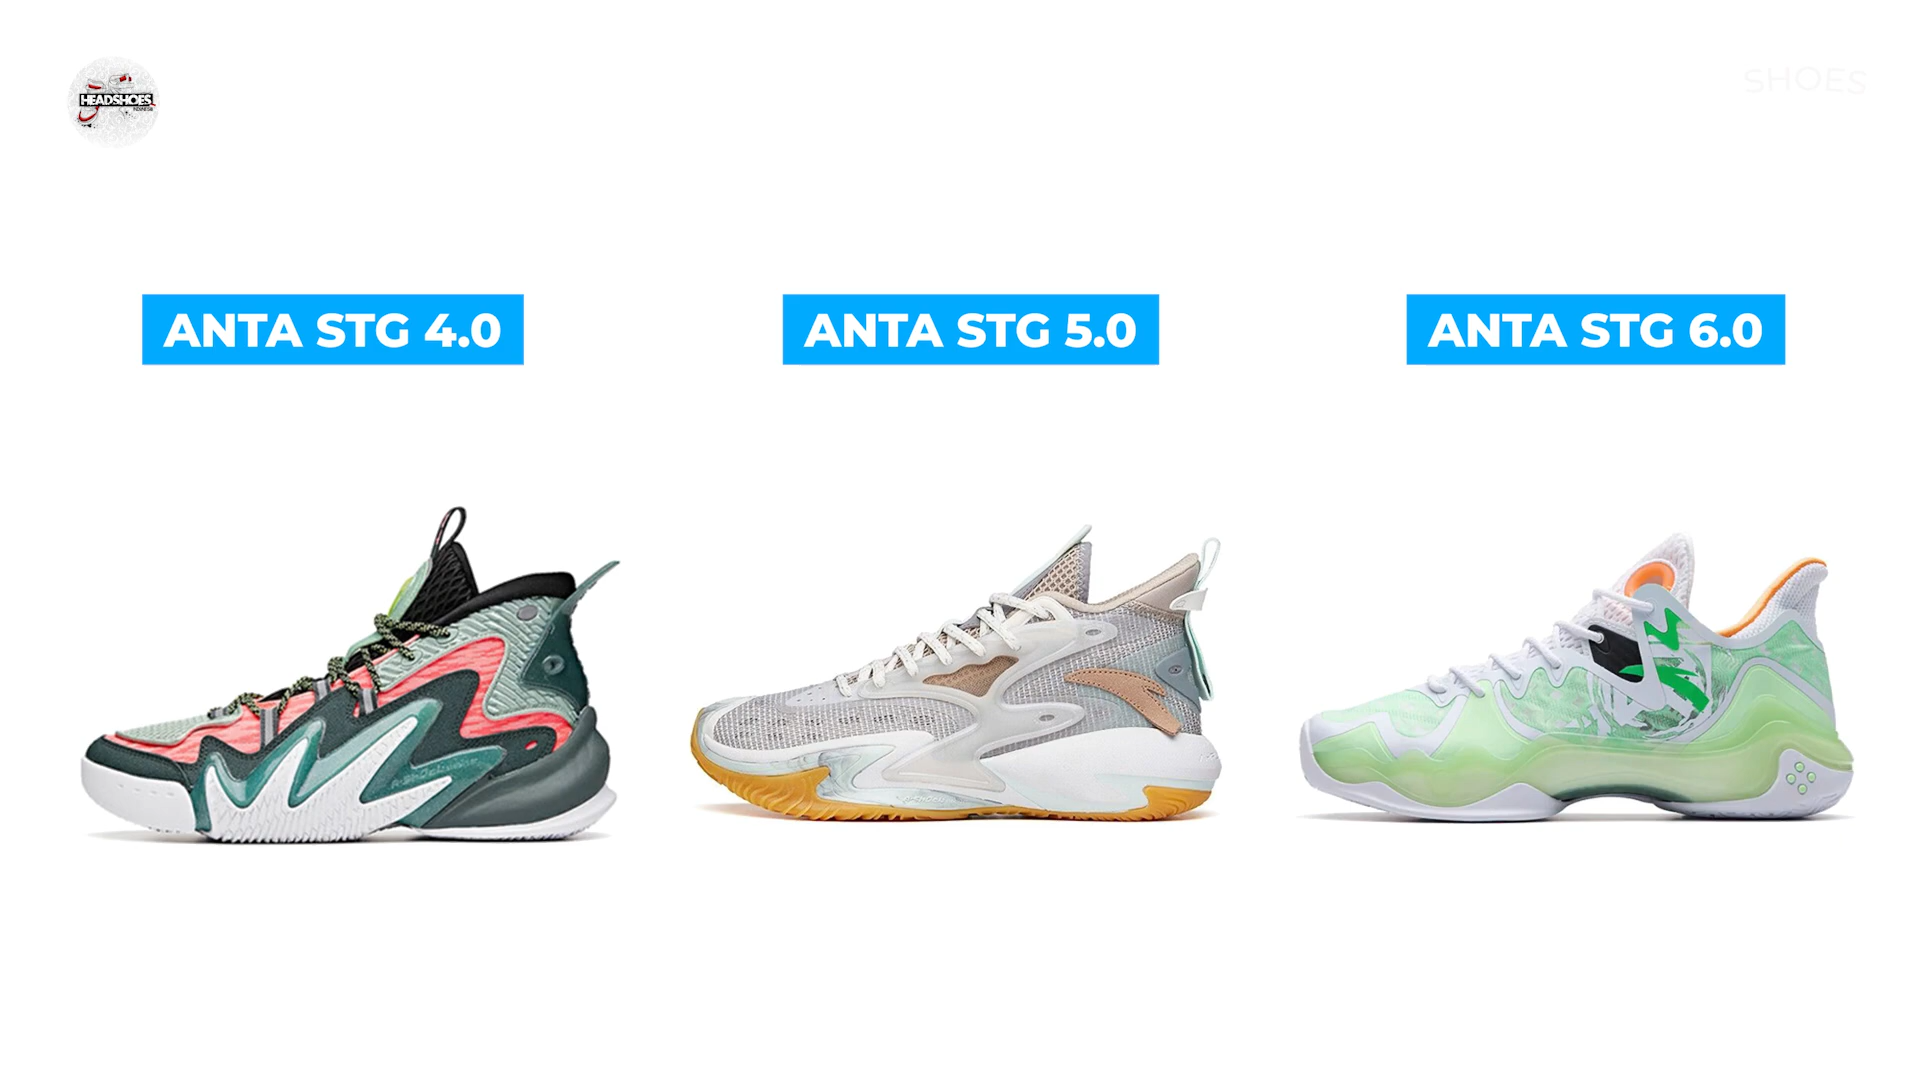 HEADSHOES
SHOES
ANTA STG 4.0
ANTA STG 5.0
ANTA STG 6.0